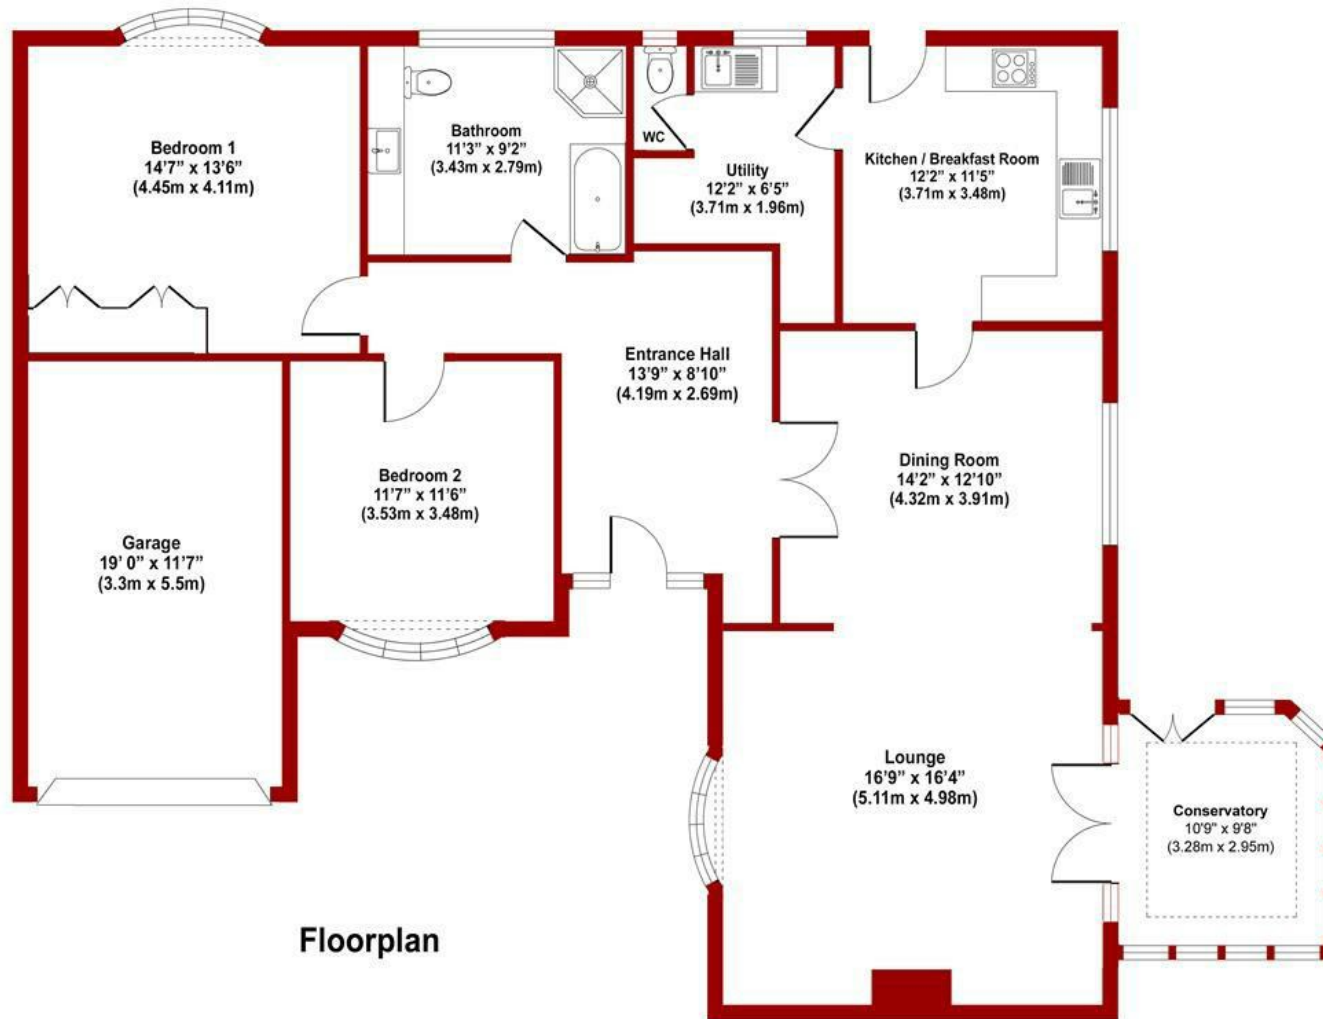 Bedroom 1
14’7” x 13’6”
(4.45m x 4.11m)
Bathroom
11’3” x 9’2”
(3.43m x 2.79m)
WC
Utility
12’2” x 6’5”
(3.71m x 1.96m)
Kitchen / Breakfast Room
12’2” x 11’5”
(3.71m x 3.48m)
Entrance Hall
13’9” x 8’10”
(4.19m x 2.69m)
Bedroom 2
11’7” x 11’6”
(3.53m x 3.48m)
Dining Room
14’2” x 12’10”
(4.32m x 3.91m)
Garage
19’ 0” x 11’7”
(3.3m x 5.5m)
Lounge
16’9” x 16’4”
(5.11m x 4.98m)
Conservatory
10'9" x 9'8"
(3.28m x 2.95m)
Floorplan